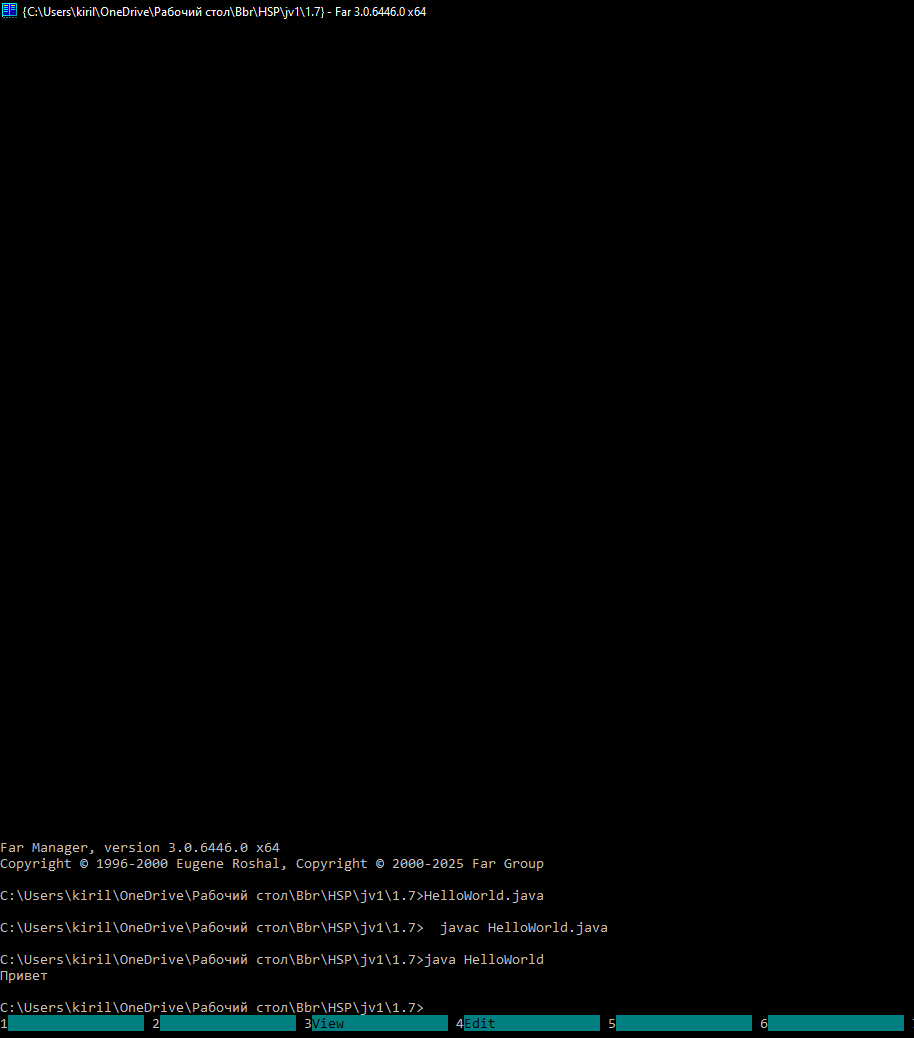 {C:\Users\kiril\OneDrive\Рабочий стол\Bbr\HSP\jv1\1.7} - Far 3.0.6446.0 x64
Far Manager, version 3.0.6446.0 x64
Copyright © 1996-2000 Eugene Roshal, Copyright © 2000-2025 Far Group
C:\Users\kiril\OneDrive\Рабочий стол\Bbr\HSP\jv1\1.7>HelloWorld.java
C:\Users\kiril\OneDrive\Рабочий стол\Bbr\HSP\jv1\1.7>  javac HelloWorld.java
C:\Users\kiril\OneDrive\Рабочий стол\Bbr\HSP\jv1\1.7>java HelloWorld
Привет
C:\Users\kiril\OneDrive\Рабочий стол\Bbr\HSP\jv1\1.7>
1 2 3View 4Edit 5 6